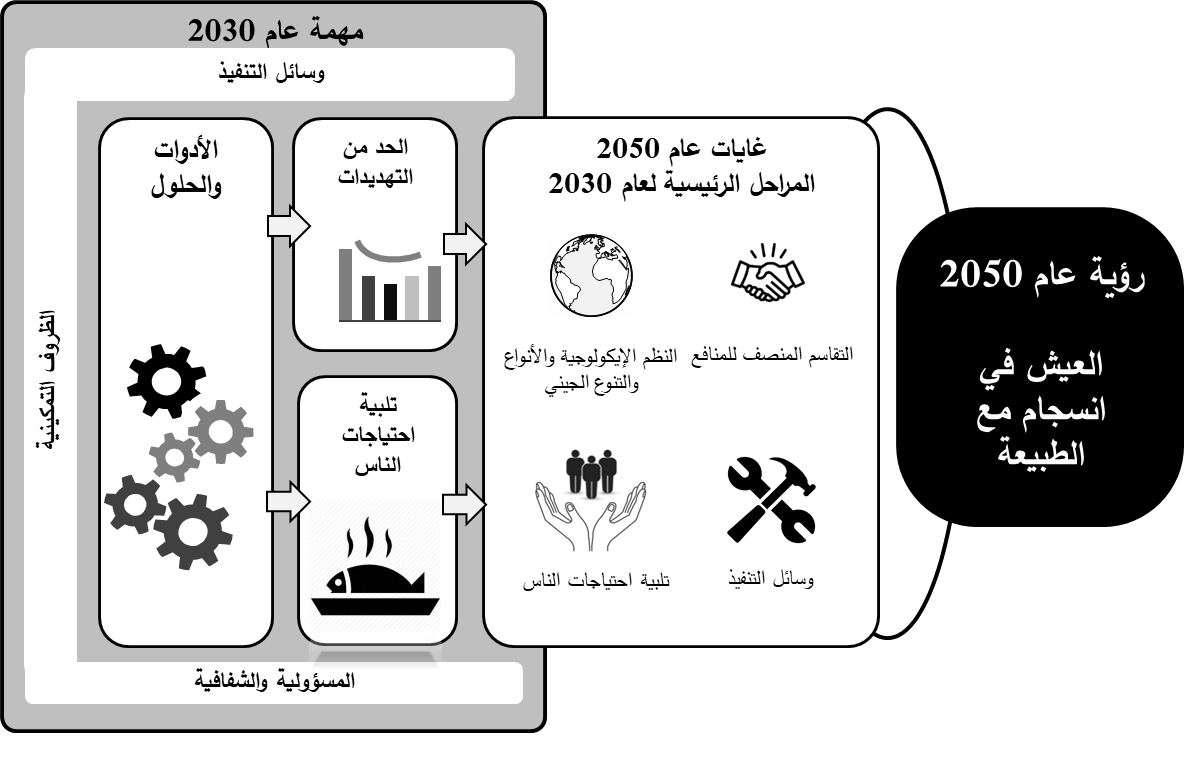 مهمة عام 2030
وسائل التنفيذ
الظروف التمكينية
الأدوات
والحلول
الحد من
التهديدات
تلبية
احتياجات
الناس
غايات عام 2050
المراحل الرئيسية لعام 2030
النظم الإيكولوجية والأنواع
والتنوع الجيني
التقاسم المنصف للمنافع
تلبية احتياجات الناس
وسائل التنفيذ
رؤية عام 2050
العيش في
انسجام مع
الطبيعة
المسؤولية والشفافية